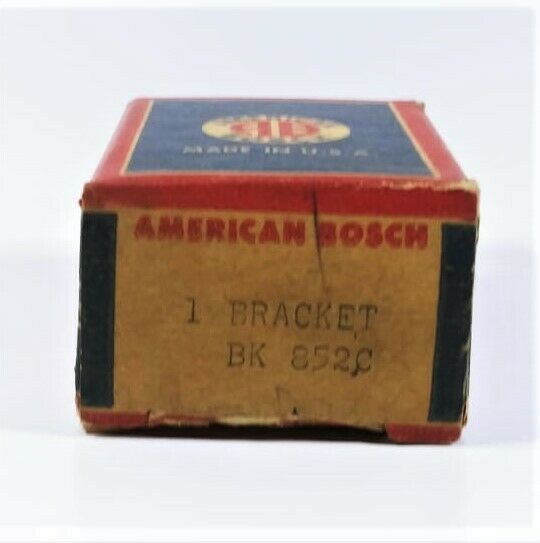 MADE IN U.S.A
AMERICAN BOSCH
1 BRACKET
BK 852C